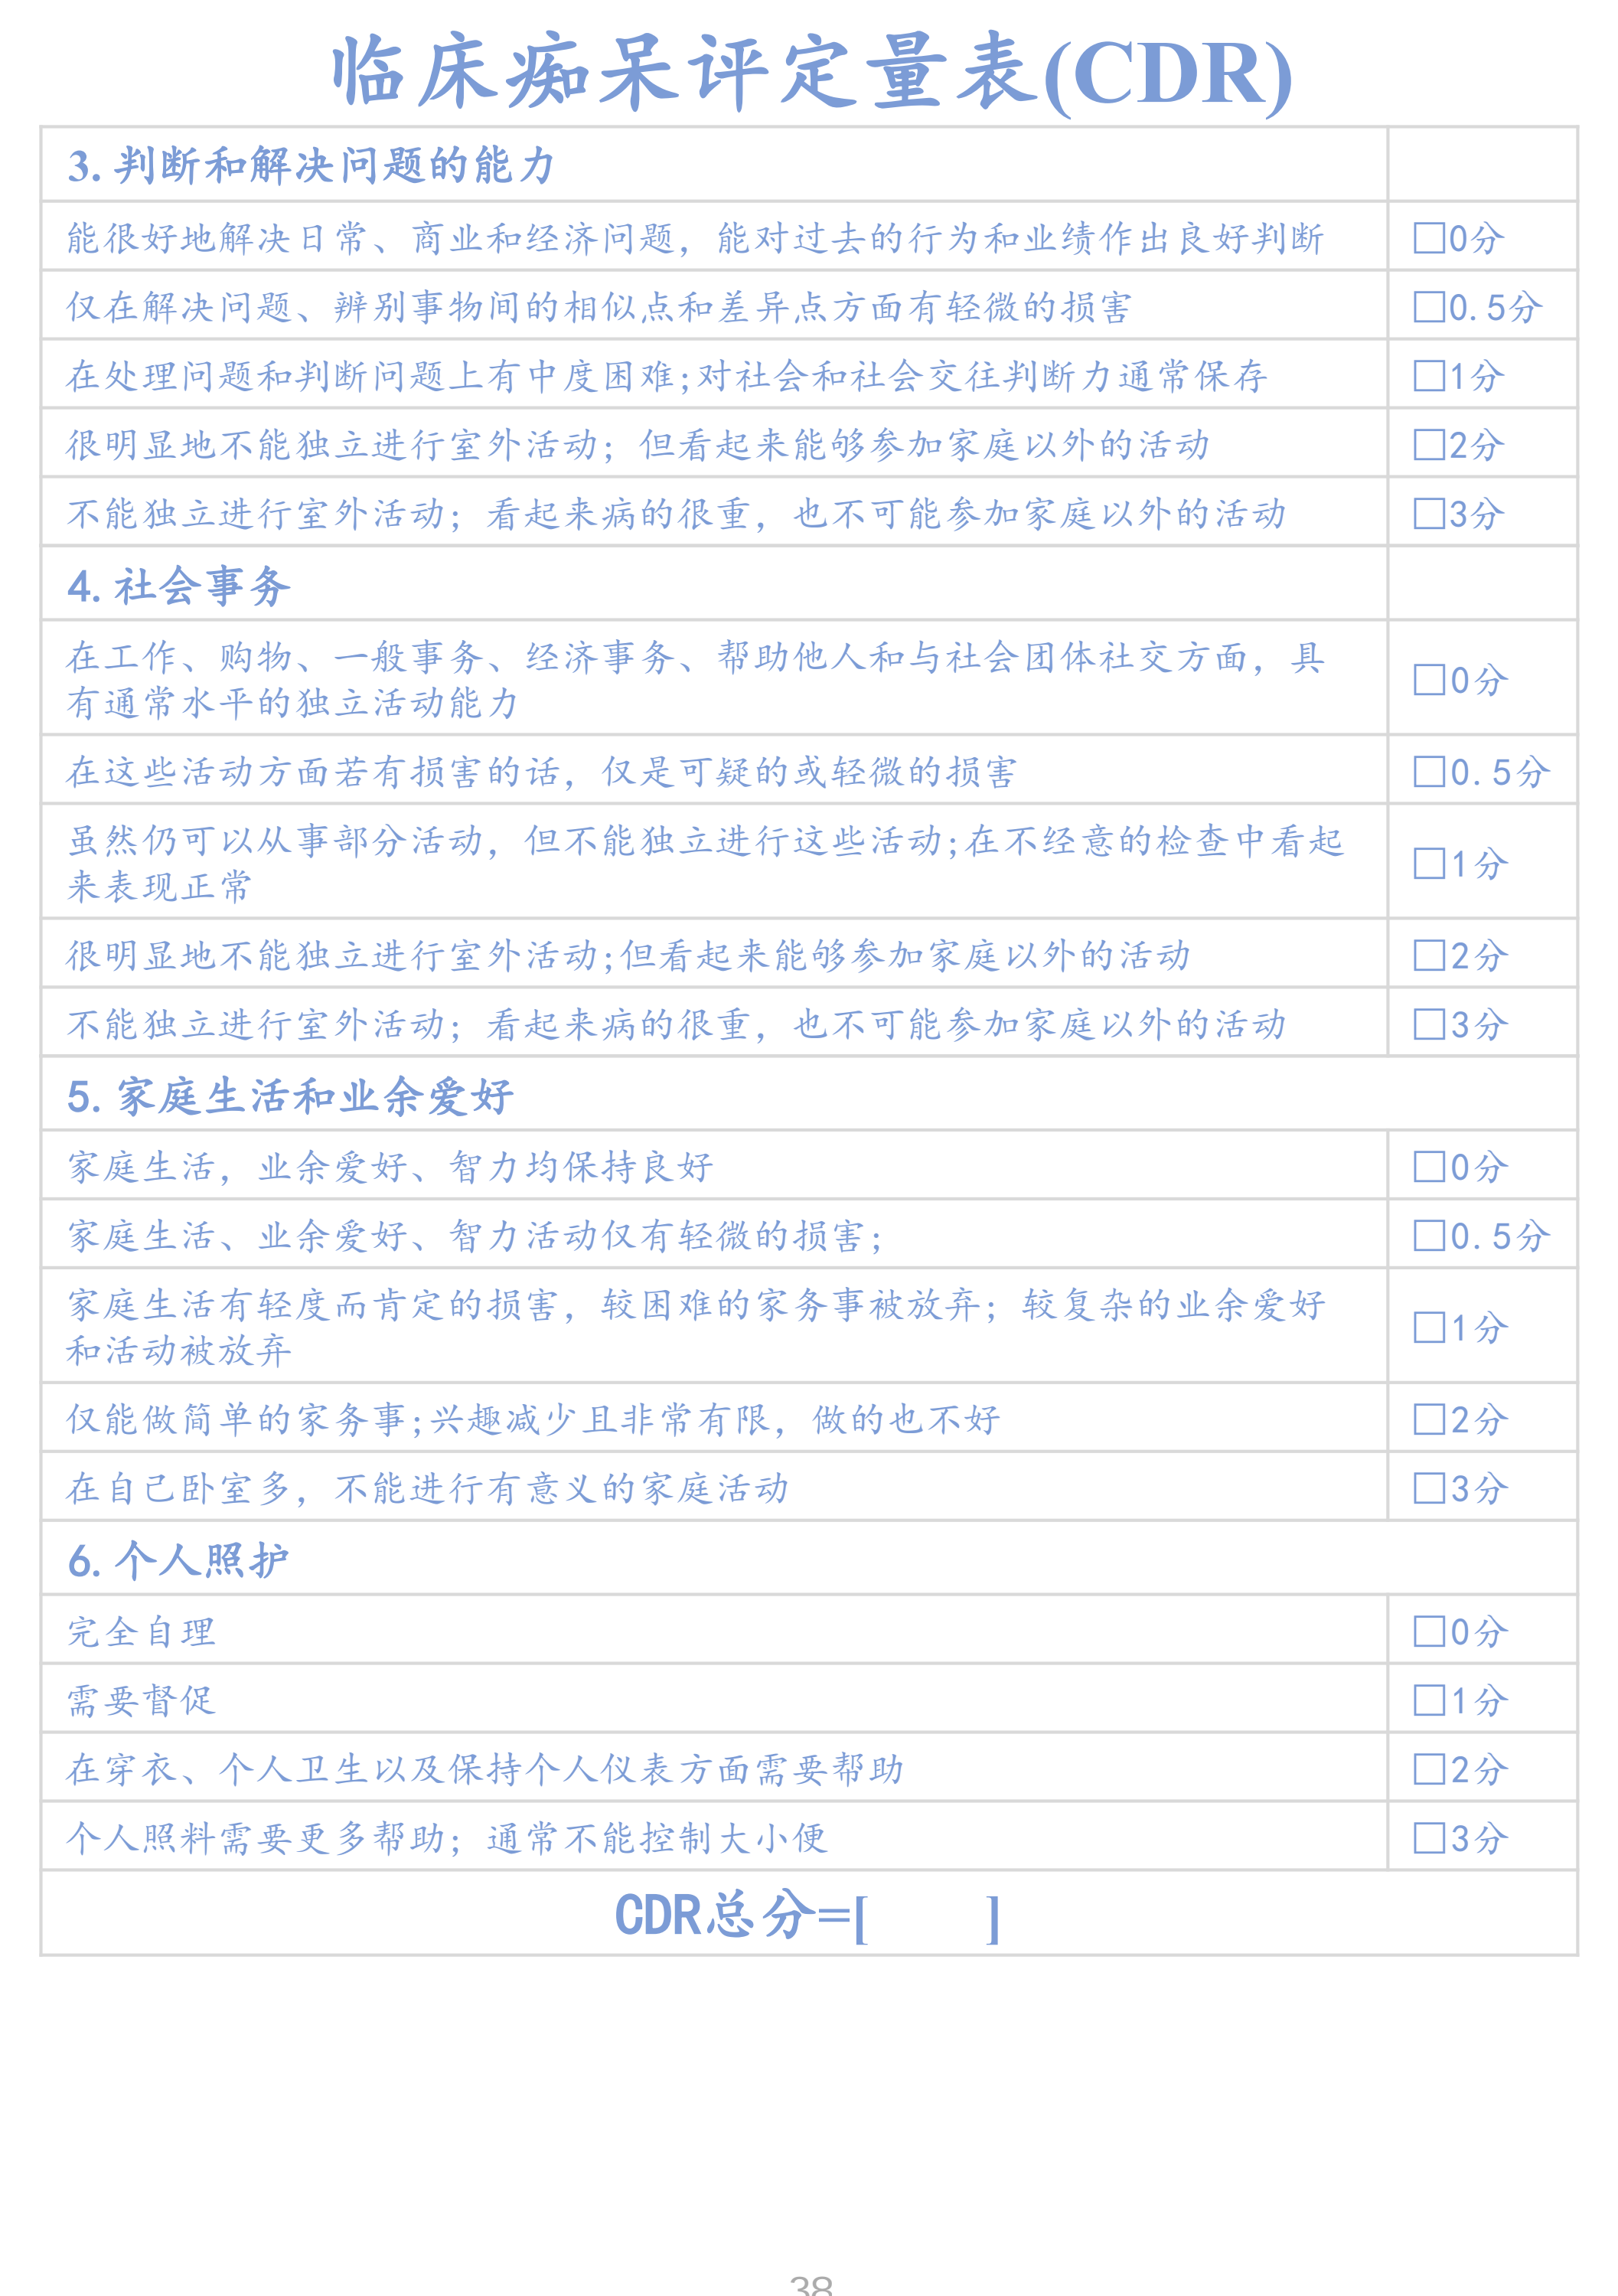 临床痴呆评定量表(CDR)
3.判断和解决问题的能力
能很好地解决日常、商业和经济问题，能对过去的行为和业绩作出良好判断 □0分
仅在解决问题、辨别事物间的相似点和差异点方面有轻微的损害 □0.5分
在处理问题和判断问题上有中度困难;对社会和社会交往判断力通常保存 □1分
很明显地不能独立进行室外活动；但看起来能够参加家庭以外的活动 □2分
不能独立进行室外活动；看起来病的很重，也不可能参加家庭以外的活动 □3分
4.社会事务
在工作、购物、一般事务、经济事务、帮助他人和与社会团体社交方面，具
有通常水平的独立活动能力 □0分
在这些活动方面若有损害的话，仅是可疑的或轻微的损害 □0.5分
虽然仍可以从事部分活动，但不能独立进行这些活动;在不经意的检查中看起
来表现正常 □1分
很明显地不能独立进行室外活动;但看起来能够参加家庭以外的活动 □2分
不能独立进行室外活动；看起来病的很重，也不可能参加家庭以外的活动 □3分
5.家庭生活和业余爱好
家庭生活，业余爱好、智力均保持良好 □0分
家庭生活、业余爱好、智力活动仅有轻微的损害； □0.5分
家庭生活有轻度而肯定的损害，较困难的家务事被放弃；较复杂的业余爱好
和活动被放弃 □1分
仅能做简单的家务事;兴趣减少且非常有限，做的也不好 □2分
在自己卧室多，不能进行有意义的家庭活动 □3分
6.个人照护
完全自理 □0分
需要督促 □1分
在穿衣、个人卫生以及保持个人仪表方面需要帮助 □2分
个人照料需要更多帮助；通常不能控制大小便 □3分
CDR总分=[ ]
38